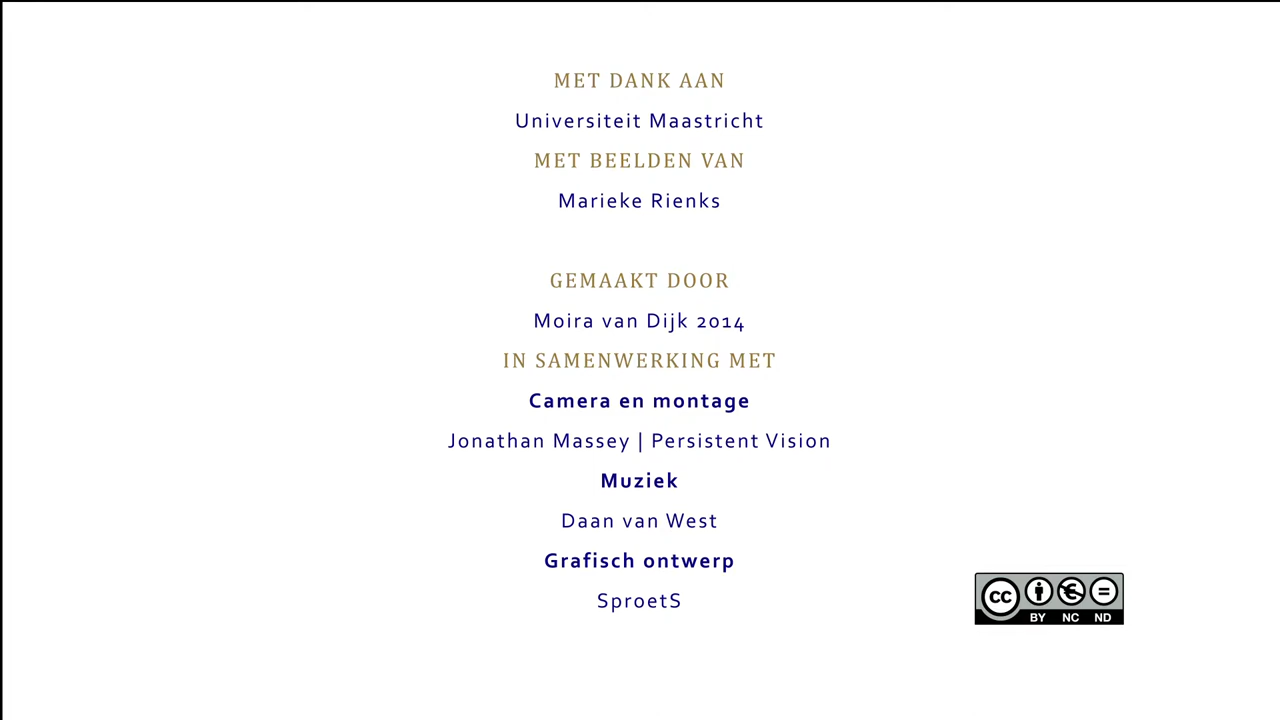 MET DANK AAN
Universiteit Maastricht
MET BEELDEN VAN
Marieke Rienks
GEMAAKT DOOR
Moira van Dijk 2014
IN SAMENWERKING MET
Camera en montage
Jonathan Massey | Persistent Vision
Muziek
Daan van West
Grafisch ontwerp
SproetS
cc
BY NC ND